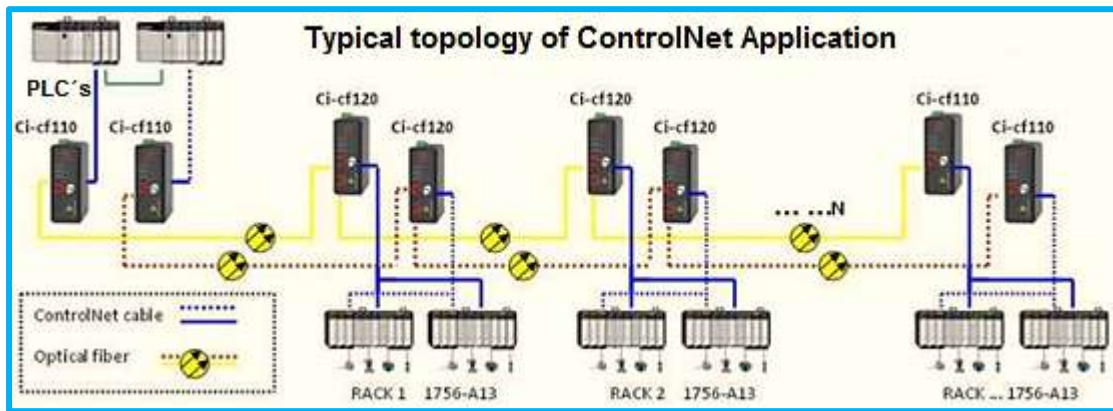 Typical topology of ControlNet Application
PLC´s
Ci-cf110
Ci-cf110
Ci-cf120
Ci-cf120
Ci-cf120
Ci-cf120
Ci-cf110
Ci-cf110
... ...N
ControlNet cable
Optical fiber
RACK 1 1756-A13
RACK 2 1756-A13
RACK ... 1756-A13